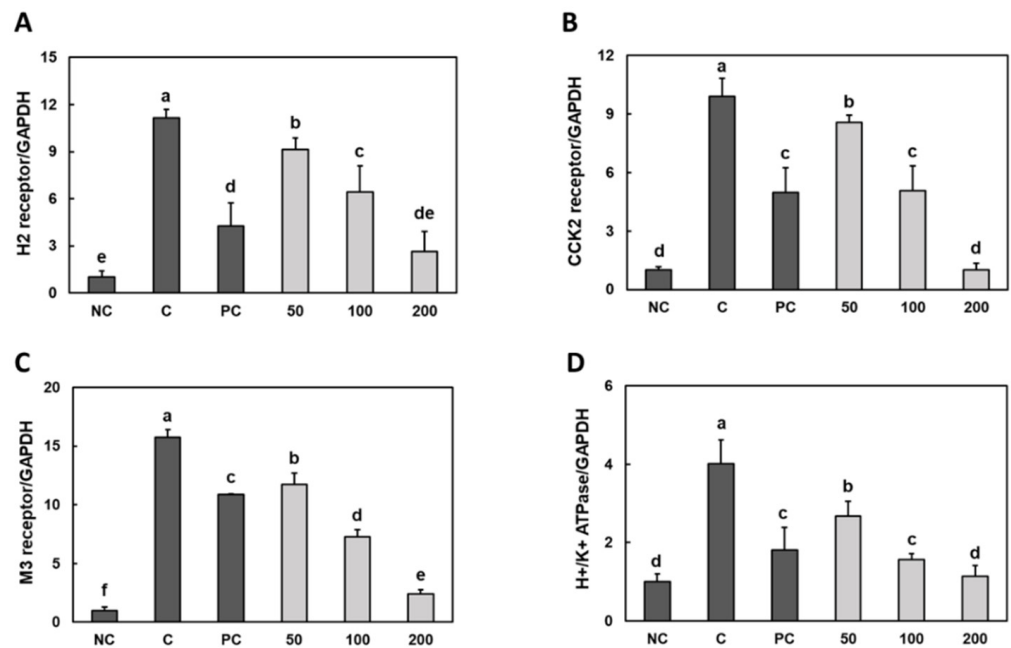 A
H2 receptor/GAPDH
15
12
9
6
3
0
e
a
d
b
c
de
NC C PC 50 100 200
B
CCK2 receptor/GAPDH
12
9
6
3
0
d
a
c
b
c
d
NC C PC 50 100 200
C
M3 receptor/GAPDH
20
15
10
5
0
f
a
c
b
d
e
NC C PC 50 100 200
D
H+/K+ ATPase/GAPDH
6
4
2
0
d
a
c
b
c
d
NC C PC 50 100 200